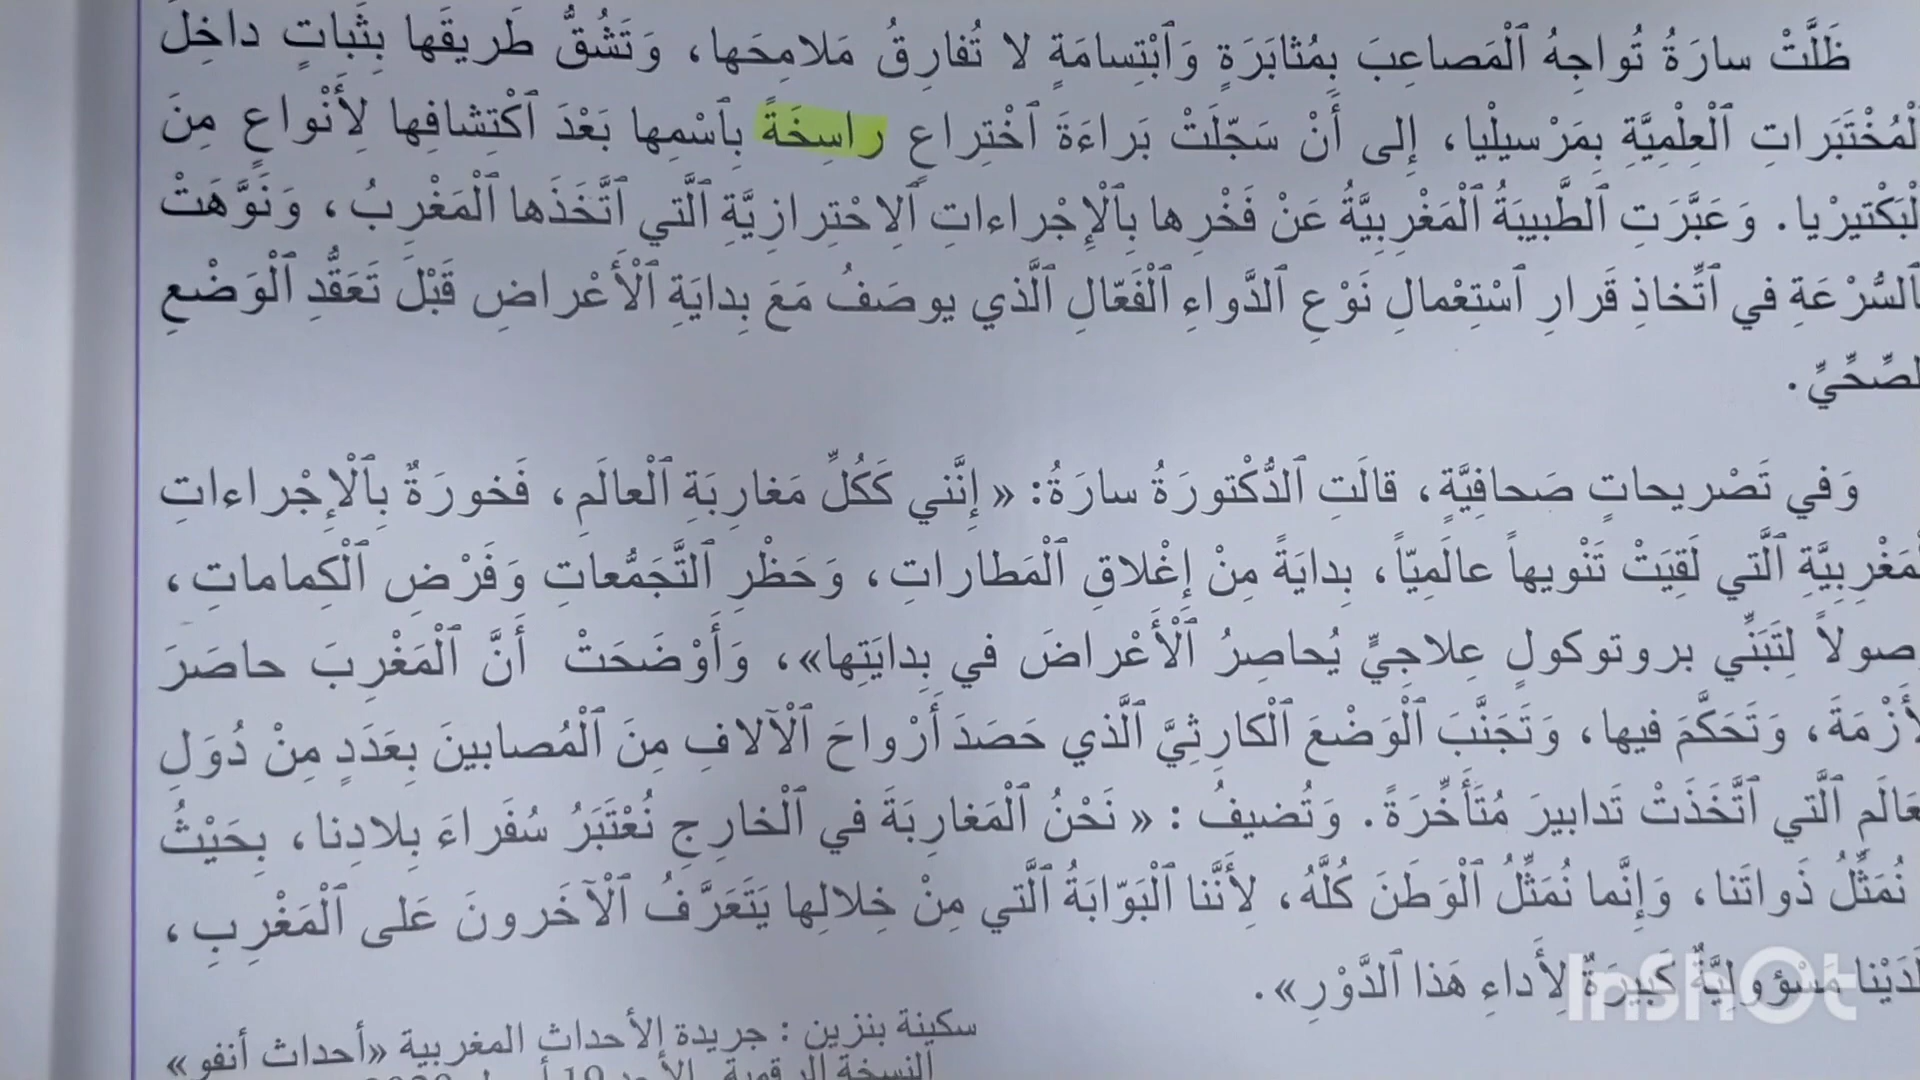 ظَلَّتْ سارَةُ تُواجِهُ ٱلْمَصاعِبَ بِمُثابَرَةٍ وَٱبْتِسامَةٍ لا تُفارِقُ مَلامِحَها، وَتَشُقُّ طَريقَها بِثَباتٍ داخِلَ
لْمُخْتَبَراتِ ٱلْعِلْمِيَّةِ بِمَرْسيلْيا، إِلى أَنْ سَجّلَتْ بَراءَةَ ٱخْتِراعٍ راسِخَةً بِٱسْمِها بَعْدَ ٱكْتِشافِها لِأَنْواعٍ مِنَ
لْبَكْتيرْيا. وَعَبَّرَتِ ٱلطَّبيبَةُ ٱلْمَغْرِبِيَّةُ عَنْ فَخْرِها بِٱلْإِجْراءاتِ ٱلِاحْتِرازِيَّةِ ٱلَّتي ٱتَّخَذَها ٱلْمَغْرِبُ، وَنَوَّهَتْ
بِٱلسُّرْعَةِ في ٱتِّخاذِ قَرارِ ٱسْتِعْمالِ نَوْعِ ٱلدَّواءِ ٱلْفَعّالِ ٱلَّذي يوصَفُ مَعَ بِدايَةِ ٱلْأَعْراضِ قَبْلَ تَعَقُّدِ ٱلْوَضْعِ
لصِّحِّيِّ.
وَفي تَصْريحاتٍ صَحافِيَّةٍ، قالَتِ ٱلدُّكْتورَةُ سارَةُ: « إِنَّني كَكُلِّ مَغارِبَةِ ٱلْعالَمِ، فَخورَةٌ بِٱلْإِجْراءاتِ
لْمَغْرِبِيَّةِ ٱلَّتي لَقِيَتْ تَنْويهاً عالَمِيّاً، بِدايَةً مِنْ إِغْلاقِ ٱلْمَطاراتِ، وَحَظْرِ ٱلتَّجَمُّعاتِ وَفَرْضِ ٱلْكِماماتِ،
صولاً لِتَبَنّي بروتوكولٍ عِلاجِيٍّ يُحاصِرُ ٱلْأَعْراضَ في بِدايَتِها»، وَأَوْضَحَتْ أَنَّ ٱلْمَغْرِبَ حاصَرَ
لْأَزْمَةَ، وَتَحَكَّمَ فيها، وَتَجَنَّبَ ٱلْوَضْعَ ٱلْكارِثِيَّ ٱلَّذي حَصَدَ أَرْواحَ ٱلْآلافِ مِنَ ٱلْمُصابينَ بِعَدَدٍ مِنْ دُوَلِ
عالَمِ ٱلَّتي ٱتَّخَذَتْ تَدابيرَ مُتَأَخِّرَةً. وَتُضيفُ : « نَحْنُ ٱلْمَغارِبَةَ في ٱلْخارِجِ نُعْتَبَرُ سُفَراءَ بِلادِنا، بِحَيْثُ
نُمَثِّلُ ذَواتَنا، وَإِنَّما نُمَثِّلُ ٱلْوَطَنَ كُلَّهُ، لِأَنَّنا ٱلْبَوّابَةُ ٱلَّتي مِنْ خِلالِها يَتَعَرَّفُ ٱلْآخَرونَ عَلى ٱلْمَغْرِبِ،
لَدَيْنا مَسْؤولِيَّةٌ كَبيرَةٌ لِأَداءِ هَذا ٱلدَّوْرِ».
InShOt
سكينة بنزين : جريدة الأحداث المغربية «أحداث أنفو»
النسخة الرقمية